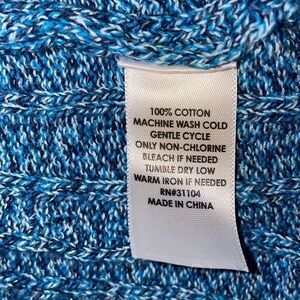 100% COTTON
MACHINE WASH COLD
GENTLE CYCLE
ONLY NON-CHLORINE
BLEACH IF NEEDED
TUMBLE DRY LOW
WARM IRON IF NEEDED
RN#31104
MADE IN CHINA